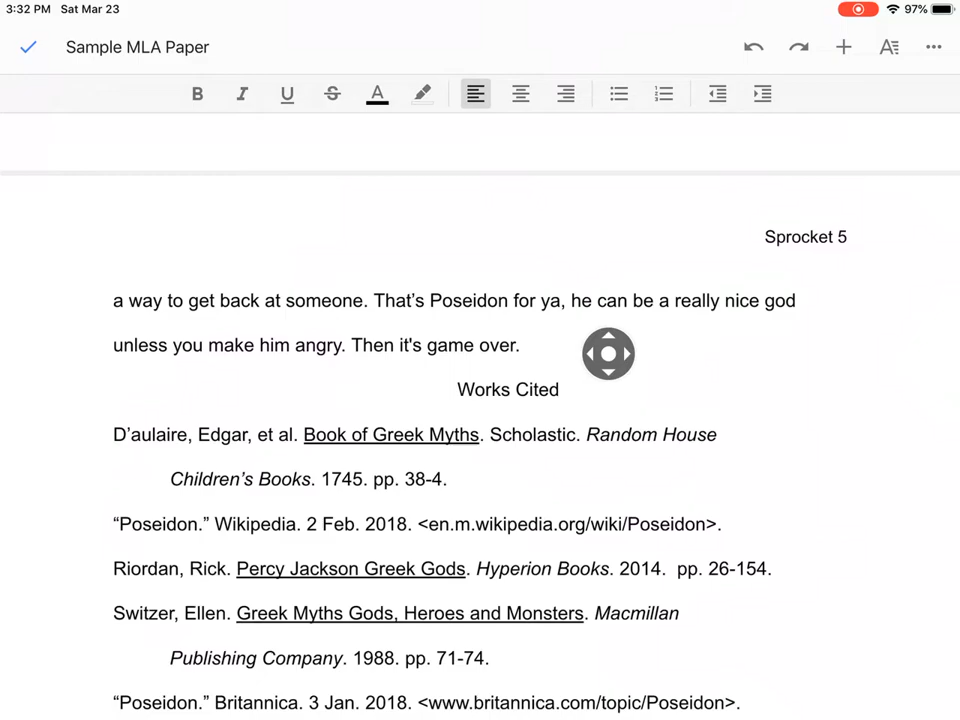 3:32 PM Sat Mar 23 97%
Sample MLA Paper
B I U S A
Sprocket 5
a way to get back at someone. That’s Poseidon for ya, he can be a really nice god
unless you make him angry. Then it's game over.
Works Cited
D’aulaire, Edgar, et al. Book of Greek Myths. Scholastic. Random House
Children’s Books. 1745. pp. 38-4.
“Poseidon.” Wikipedia. 2 Feb. 2018. <en.m.wikipedia.org/wiki/Poseidon>.
Riordan, Rick. Percy Jackson Greek Gods. Hyperion Books. 2014.  pp. 26-154.
Switzer, Ellen. Greek Myths Gods, Heroes and Monsters. Macmillan
Publishing Company. 1988. pp. 71-74.
“Poseidon.” Britannica. 3 Jan. 2018. <www.britannica.com/topic/Poseidon>.